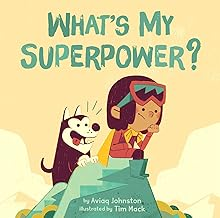 WHAT'S MY
SUPERPOWER?
by Aviaq Johnston
illustrated by Tim Mack